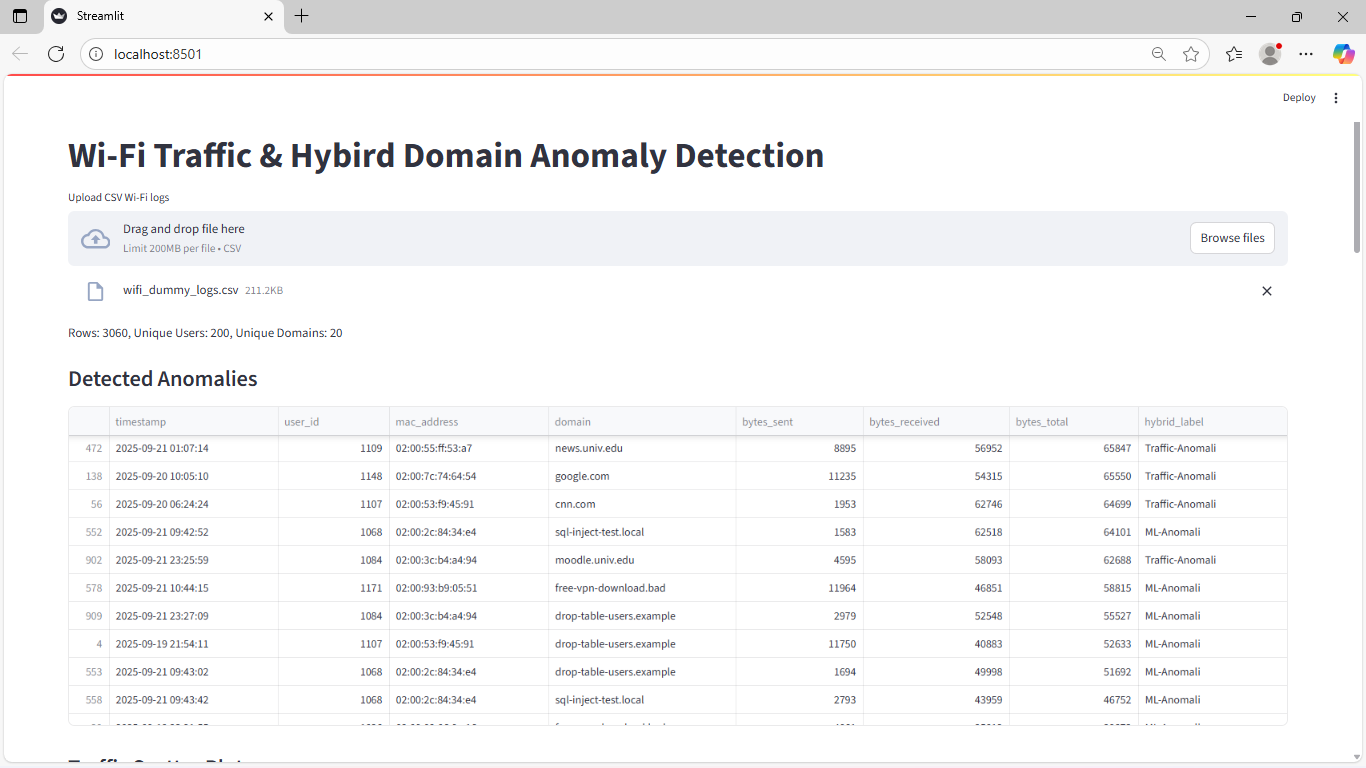 Streamlit
localhost:8501
Deploy
Wi-Fi Traffic & Hybird Domain Anomaly Detection
Upload CSV Wi-Fi logs
Drag and drop file here
Limit 200MB per file • CSV
Browse files
wifi_dummy_logs.csv 211.2KB
Rows: 3060, Unique Users: 200, Unique Domains: 20
Detected Anomalies
timestamp user_id mac_address domain bytes_sent bytes_received bytes_total hybrid_label
472 2025-09-21 01:07:14 1109 02:00:55:ff:53:a7 news.univ.edu 8895 56952 65847 Traffic-Anomali
138 2025-09-20 10:05:10 1148 02:00:7c:74:64:54 google.com 11235 54315 65550 Traffic-Anomali
56 2025-09-20 06:24:24 1107 02:00:53:f9:45:91 cnn.com 1953 62746 64699 Traffic-Anomali
552 2025-09-21 09:42:52 1068 02:00:2c:84:34:e4 sql-inject-test.local 1583 62518 64101 ML-Anomali
902 2025-09-21 23:25:59 1084 02:00:3c:b4:a4:94 moodle.univ.edu 4595 58093 62688 Traffic-Anomali
578 2025-09-21 10:44:15 1171 02:00:93:b9:05:51 free-vpn-download.bad 11964 46851 58815 ML-Anomali
909 2025-09-21 23:27:09 1084 02:00:3c:b4:a4:94 drop-table-users.example 2979 52548 55527 ML-Anomali
4 2025-09-19 21:54:11 1107 02:00:53:f9:45:91 drop-table-users.example 11750 40883 52633 ML-Anomali
553 2025-09-21 09:43:02 1068 02:00:2c:84:34:e4 drop-table-users.example 1694 49998 51692 ML-Anomali
558 2025-09-21 09:43:42 1068 02:00:2c:84:34:e4 sql-inject-test.local 2793 43959 46752 ML-Anomali